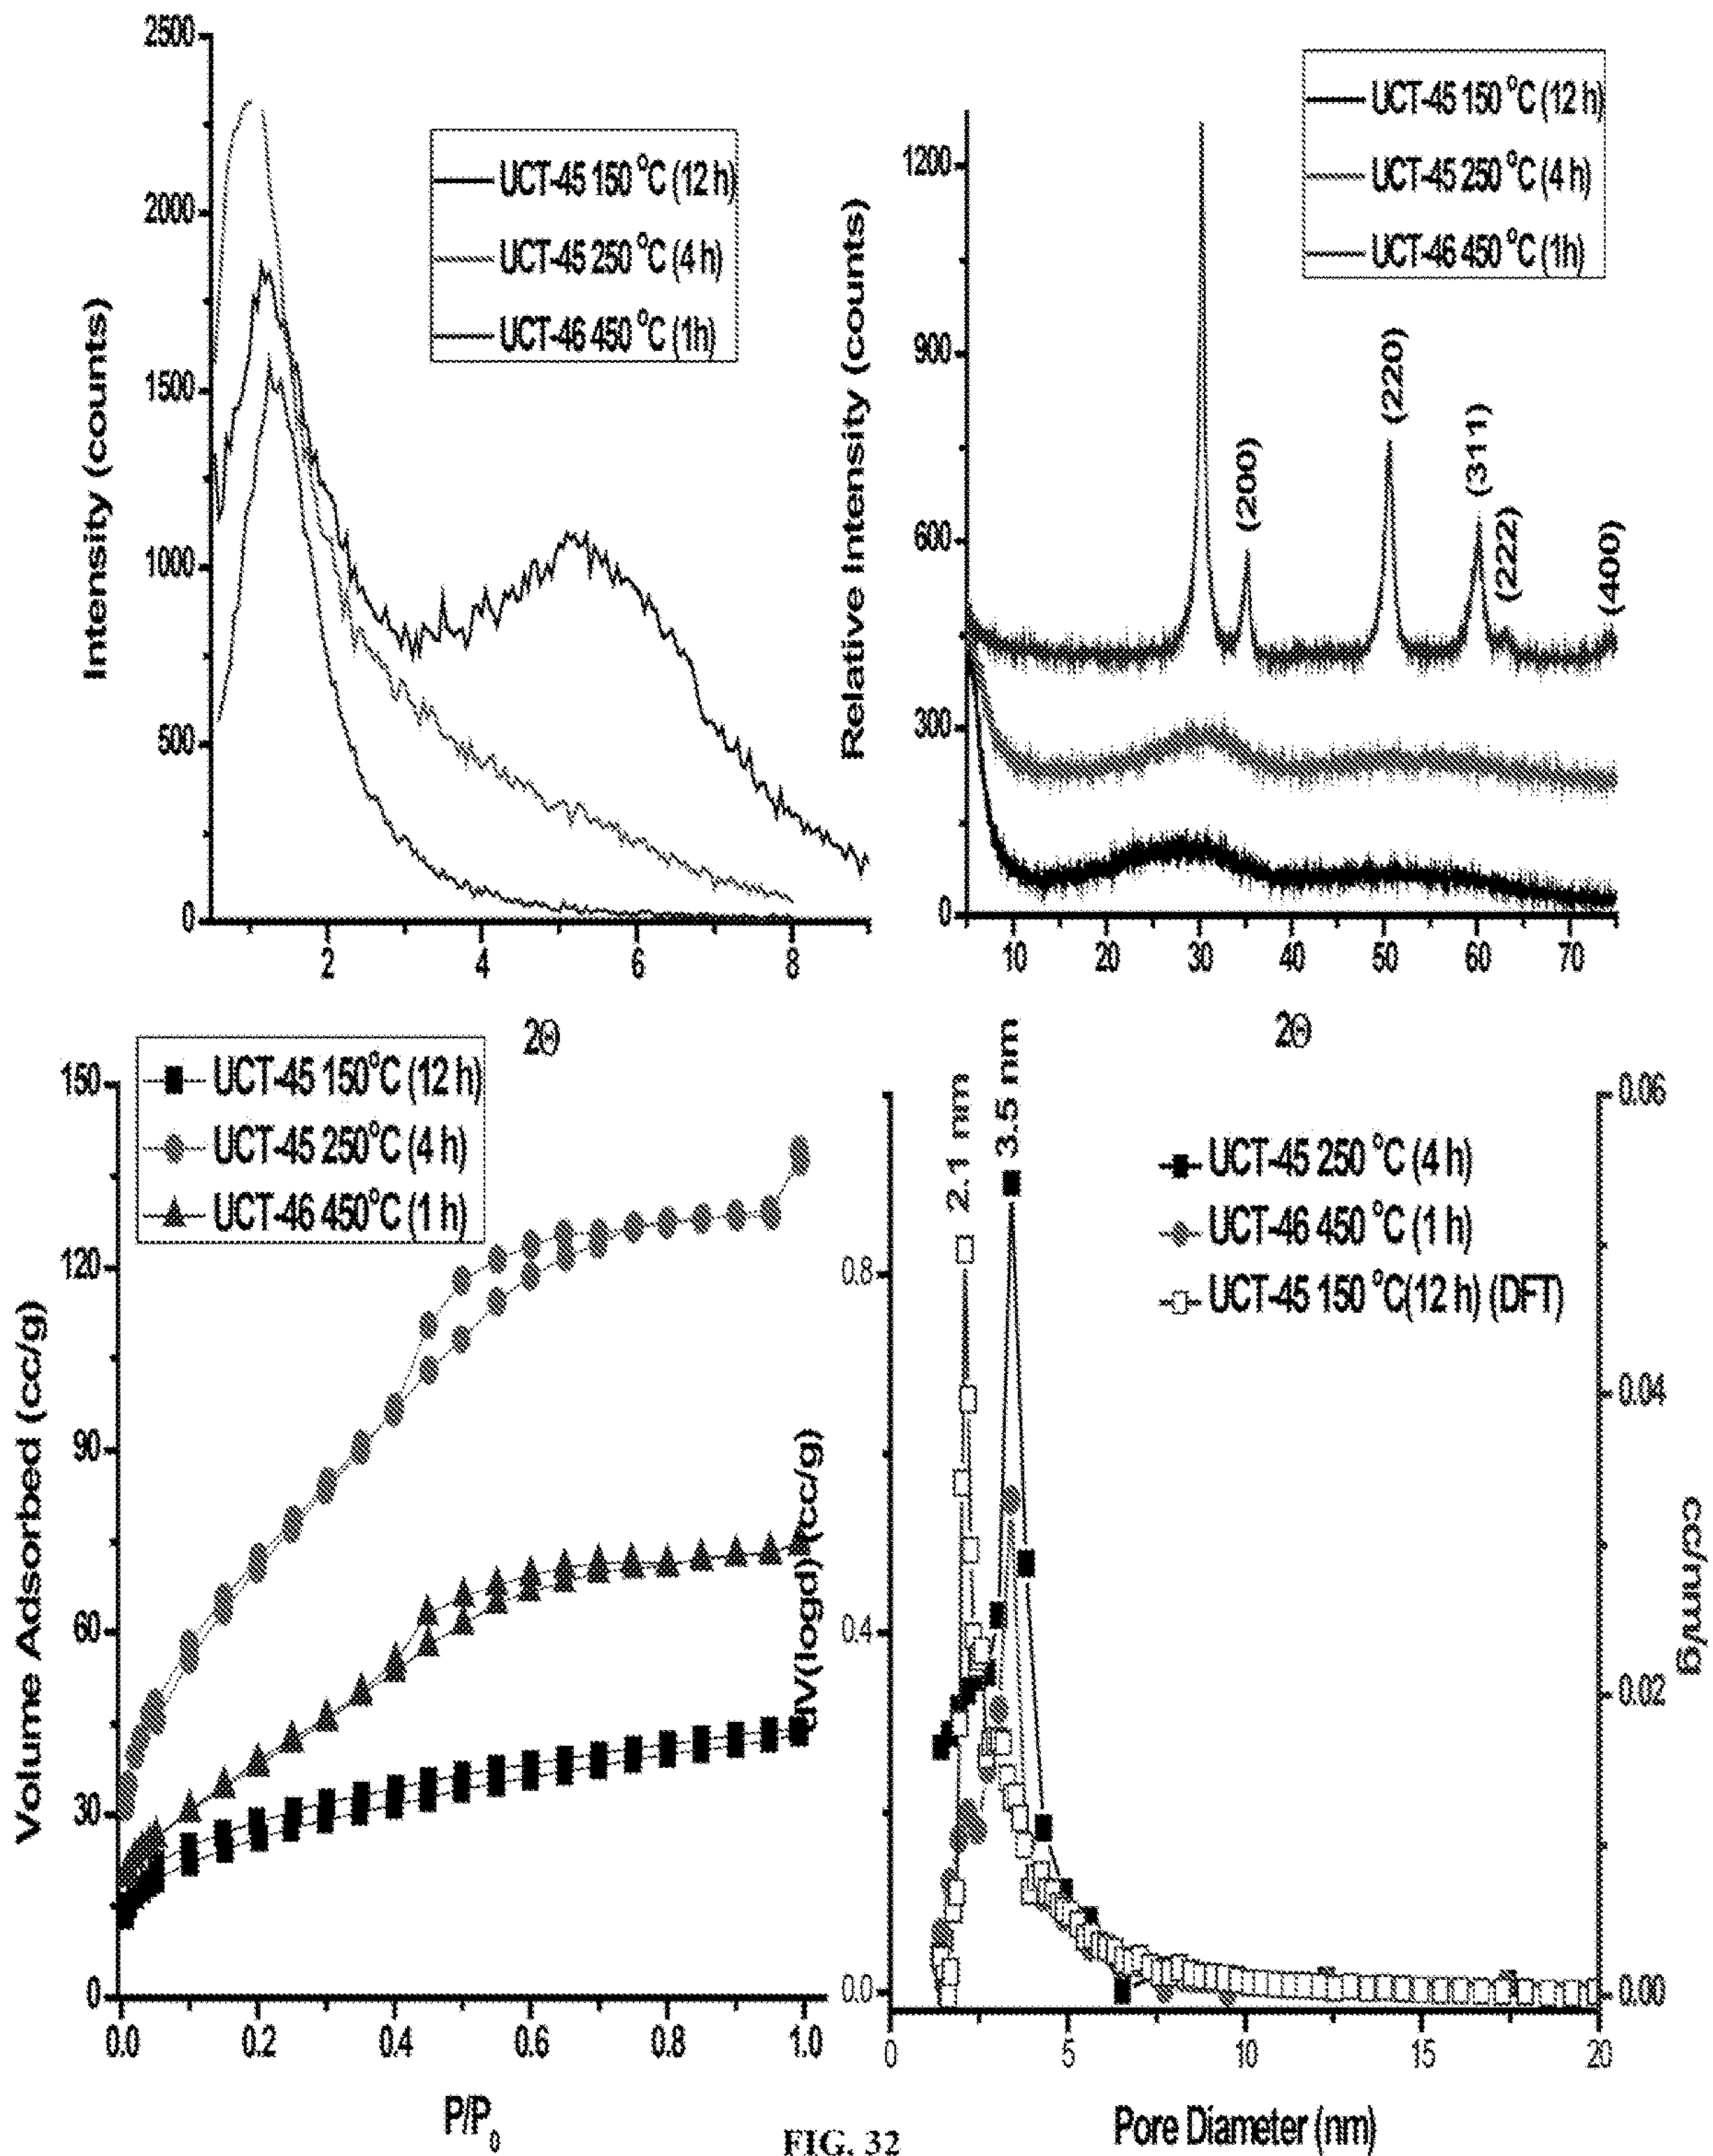 2500
2000
1500
1000
500
0
Intensity (counts)
UCT-45 150 °C (12 h)
UCT-45 250 °C (4 h)
UCT-46 450 °C (1h)
2 4 6 8
2Θ
1200
900
600
300
0
Relative Intensity (counts)
UCT-45 150 °C (12 h)
UCT-45 250 °C (4 h)
UCT-46 450 °C (1h)
(200)
(220)
(311)
(222)
(400)
10 20 30 40 50 60 70
2Θ
150
120
90
60
30
0
Volume Adsorbed (cc/g)
UCT-45 150°C (12 h)
UCT-45 250°C (4 h)
UCT-46 450°C (1 h)
0.0 0.2 0.4 0.6 0.8 1.0
P/P0
0.8
0.4
0.0
(logd) (cc/g)
2.1 nm
3.5 nm
UCT-45 250 °C (4 h)
UCT-46 450 °C (1 h)
UCT-45 150 °C(12 h) (DFT)
0.06
0.04
0.02
0.00
cc/nm/g
0 5 10 15 20
Pore Diameter (nm)
FIG. 32